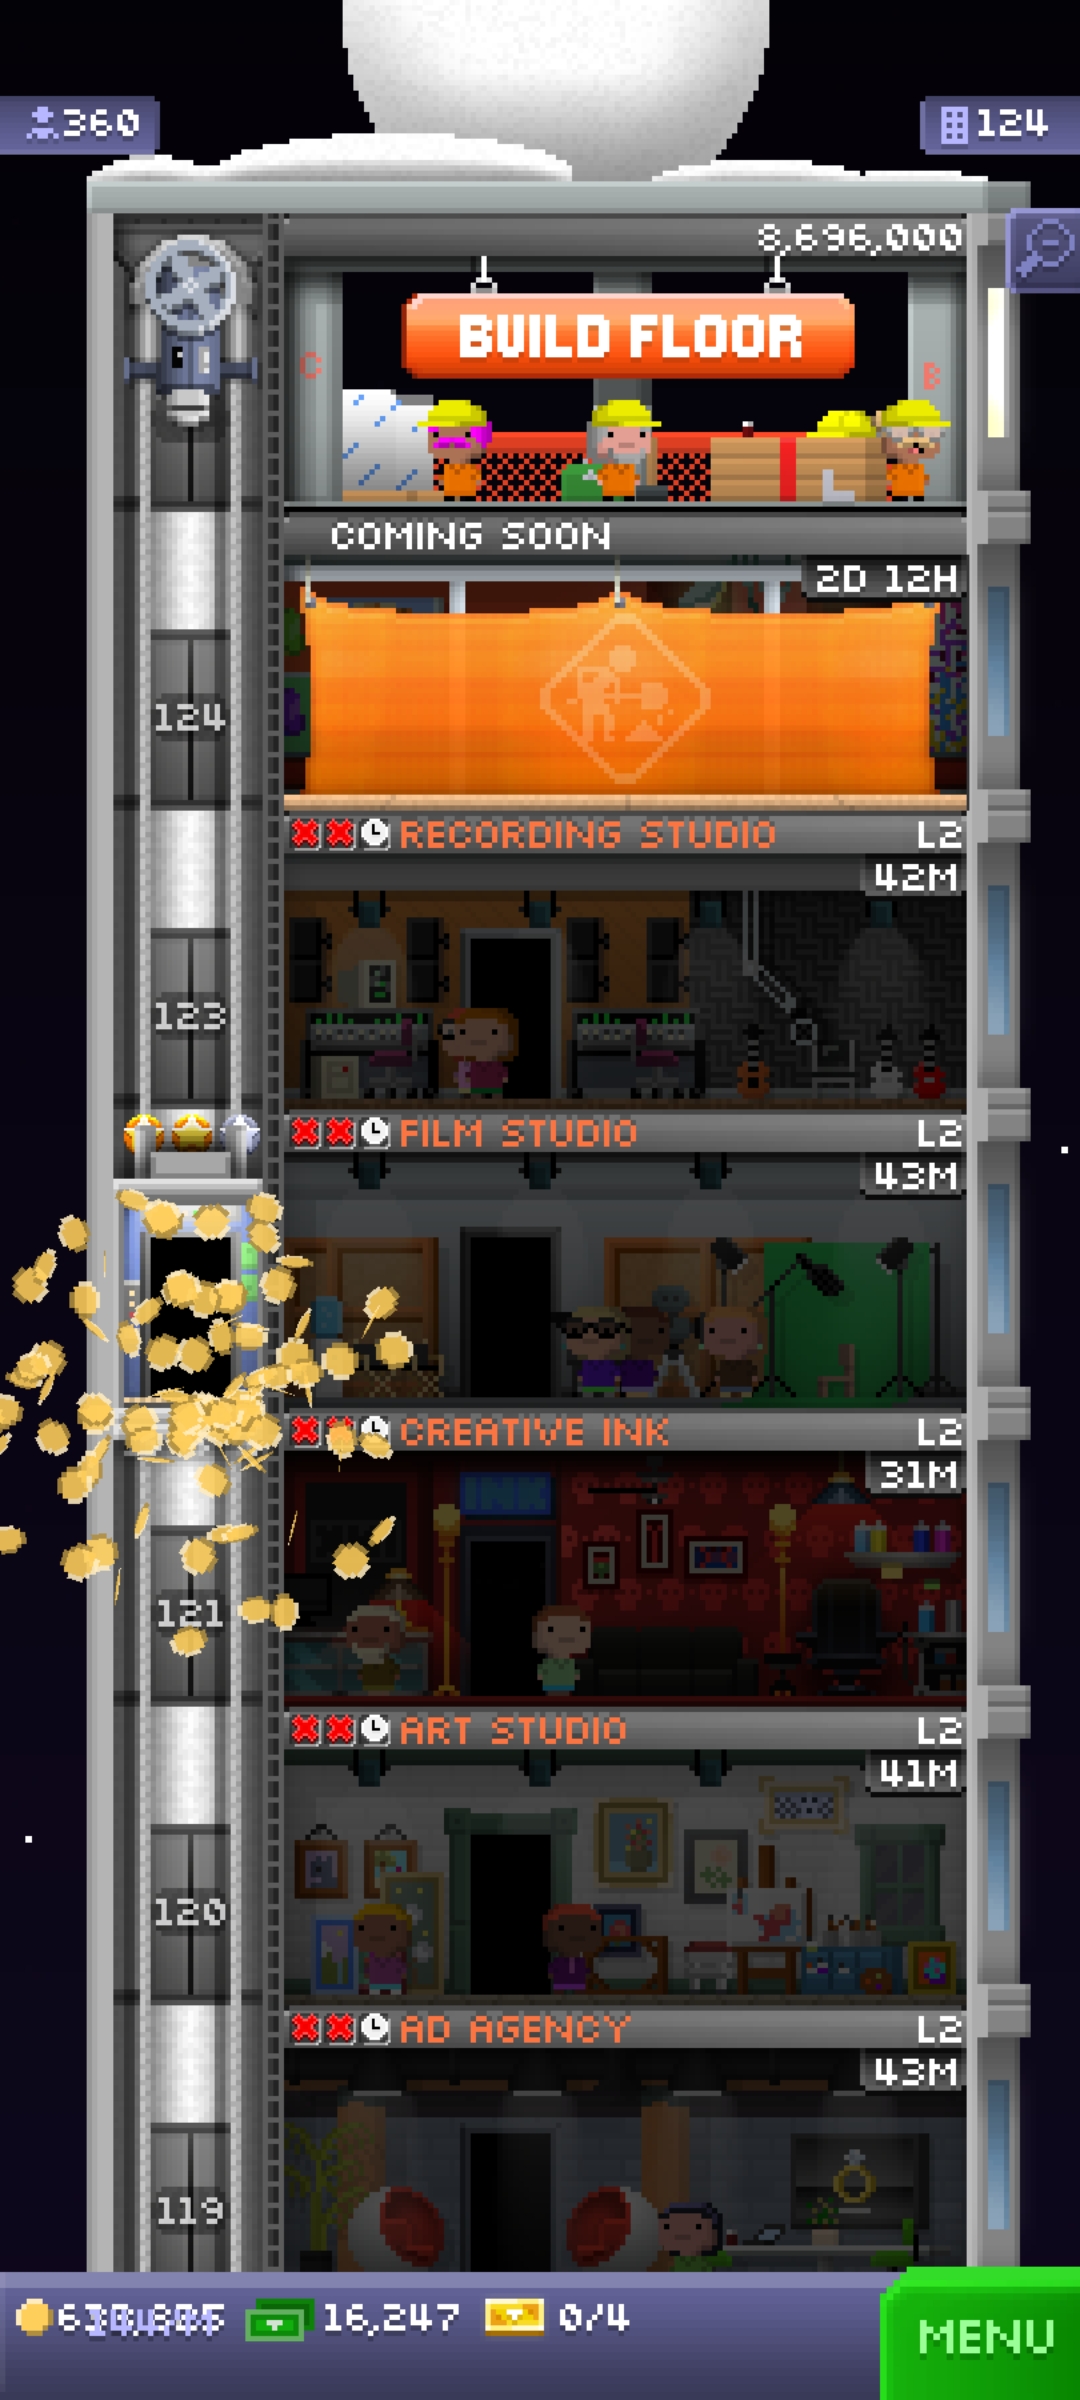 360
124
8,696,000
BUILD FLOOR
C
B
COMING SOON
2D 12H
124
RECORDING STUDIO L2
42M
123
FILM STUDIO L2
43M
CREATIVE INK L2
31M
INK
121
ART STUDIO L2
41M
120
AD AGENCY L2
43M
119
16,247
0/4
MENU